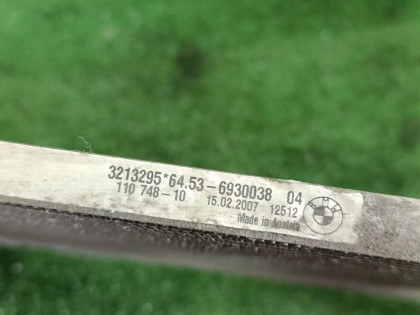 3213295*64.53-6930038 04
110 748-10 15.02.2007 12512
Made in Austria
BMW